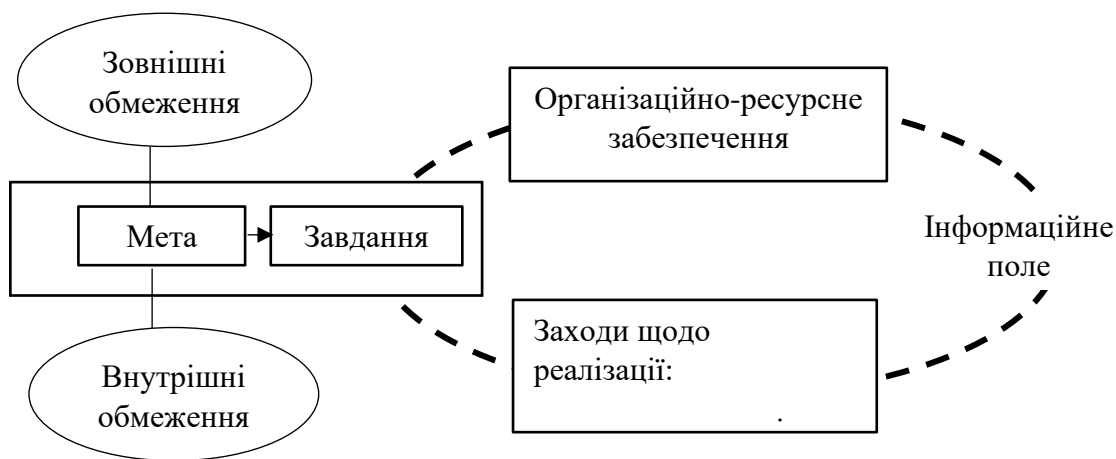 Зовнішні
обмеження
Організаційно-ресурсне
забезпечення
Мета
Завдання
Інформаційне
поле
Заходи щодо
реалізації:
.
Внутрішні
обмеження